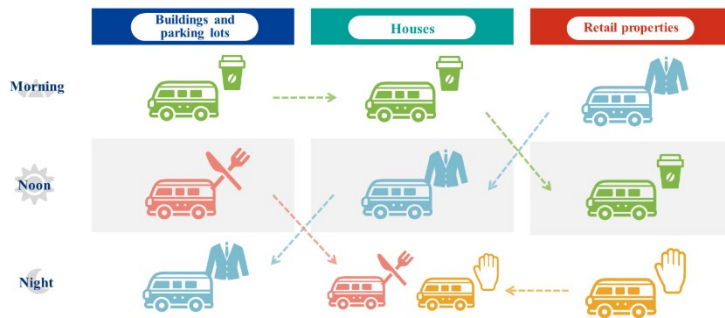 Buildings and
parking lots
Houses
Retail properties
Morning
Noon
Night